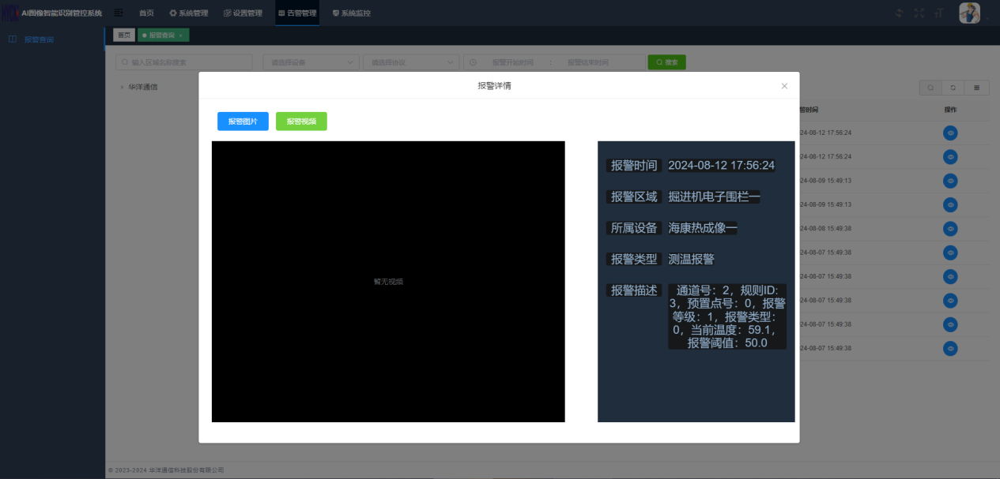 AI图像智能识别管控系统
首页
系统管理
设置管理
告警管理
系统监控
报警查询
首页
报警查询 ×
输入区域名称搜索
请选择设备
请选择协议
报警开始时间 : 报警结束时间
搜索
华洋通信
报警详情
报警图片
报警视频
暂无视频
报警时间 2024-08-12 17:56:24
报警区域 掘进机电子围栏一
所属设备 海康热成像一
报警类型 测温报警
报警描述 通道号：2，规则ID:
3，预置点号：0，报警
等级：1，报警类型：
0，当前温度：59.1，
报警阈值：50.0
警时间
操作
24-08-12 17:56:24
24-08-12 17:56:24
24-08-09 15:49:13
24-08-09 15:49:13
24-08-08 15:49:38
24-08-07 15:49:38
24-08-07 15:49:38
24-08-07 15:49:38
24-08-07 15:49:38
24-08-07 15:49:38
© 2023-2024 华洋通信科技股份有限公司